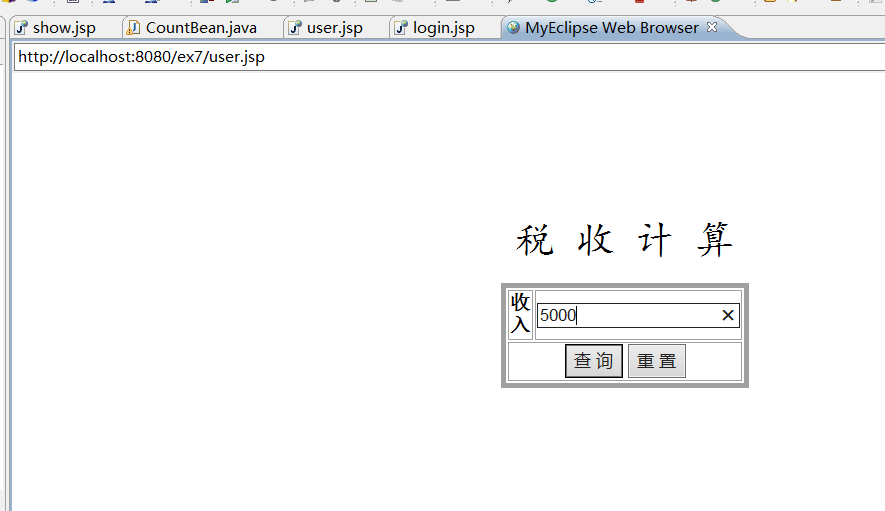 show.jsp CountBean.java user.jsp login.jsp MyEclipse Web Browser
http://localhost:8080/ex7/user.jsp
税 收 计 算
收
入
5000
查 询 重 置